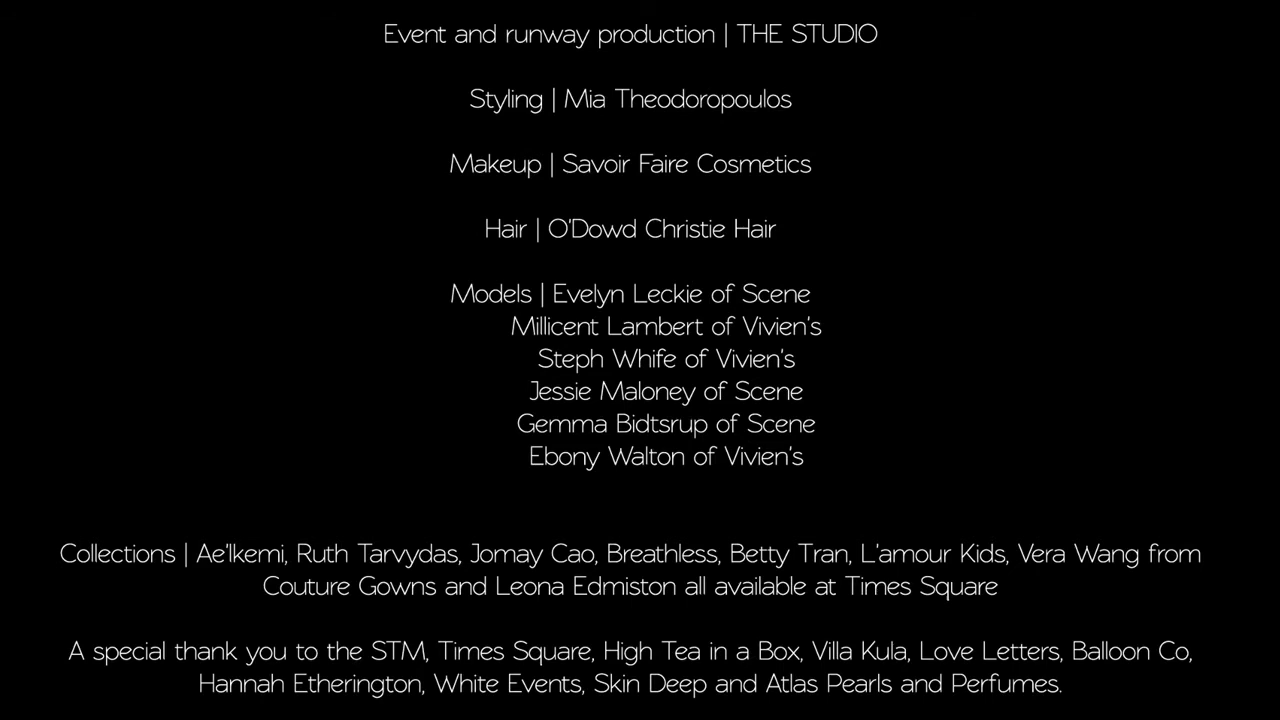 Event and runway production | THE STUDIO
Styling | Mia Theodoropoulos
Makeup | Savoir Faire Cosmetics
Hair | O'Dowd Christie Hair
Models | Evelyn Leckie of Scene
Millicent Lambert of Vivien's
Steph Whife of Vivien's
Jessie Maloney of Scene
Gemma Bidtsrup of Scene
Ebony Walton of Vivien's
Collections | Ae'lkemi, Ruth Tarvydas, Jomay Cao, Breathless, Betty Tran, L'amour Kids, Vera Wang from
Couture Gowns and Leona Edmiston all available at Times Square
A special thank you to the STM, Times Square, High Tea in a Box, Villa Kula, Love Letters, Balloon Co,
Hannah Etherington, White Events, Skin Deep and Atlas Pearls and Perfumes.